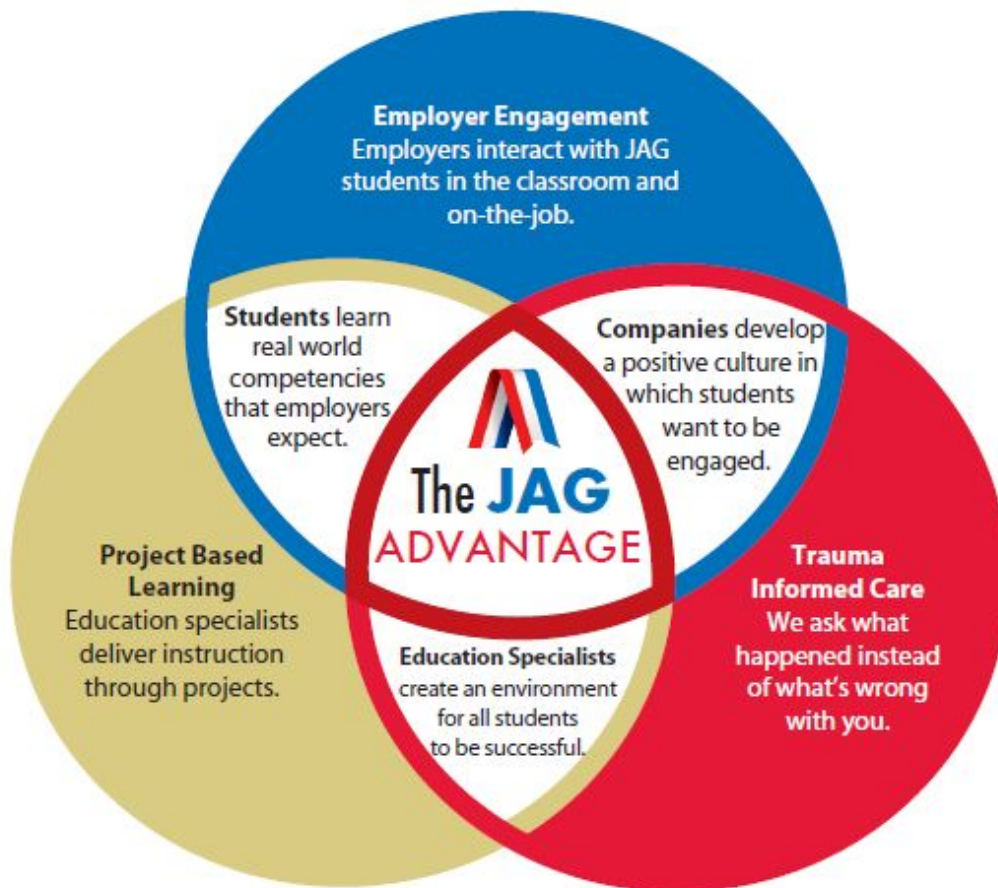 Employer Engagement
Employers interact with JAG
students in the classroom and
on-the-job.
Students learn
real world
competencies
that employers
expect.
Companies develop
a positive culture in
which students
want to be
engaged.
The JAG
ADVANTAGE
Project Based
Learning
Education specialists
deliver instruction
through projects.
Trauma
Informed Care
We ask what
happened instead
of what's wrong
with you.
Education Specialists
create an environment
for all students
to be successful.